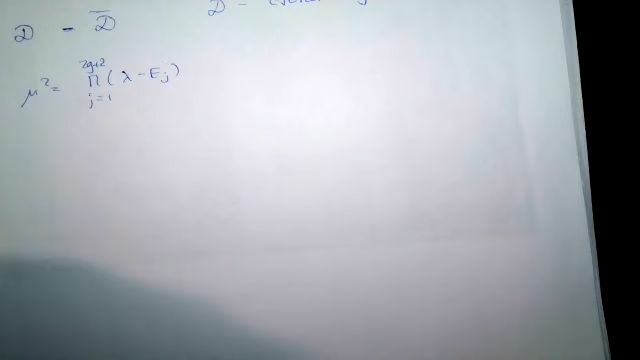 D - D̄ D -
μ² = ∏_{j=1}^{2g+2} (λ - E_j)